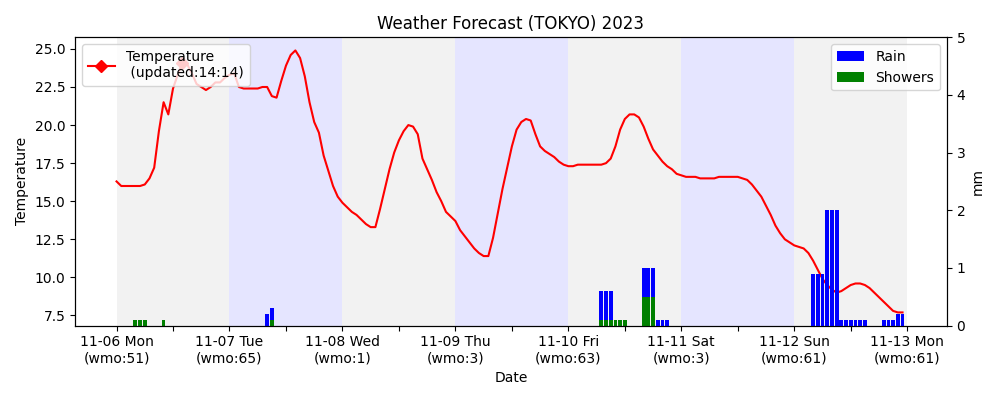 Weather Forecast (TOKYO) 2023
Temperature
(updated:14:14)
Rain
Showers
25.0
22.5
20.0
17.5
15.0
12.5
10.0
7.5
Temperature
5
4
3
2
1
0
mm
11-06 Mon 11-07 Tue 11-08 Wed 11-09 Thu 11-10 Fri 11-11 Sat 11-12 Sun 11-13 Mon
(wmo:51) (wmo:65) (wmo:1) (wmo:3) (wmo:63) (wmo:3) (wmo:61) (wmo:61)
Date